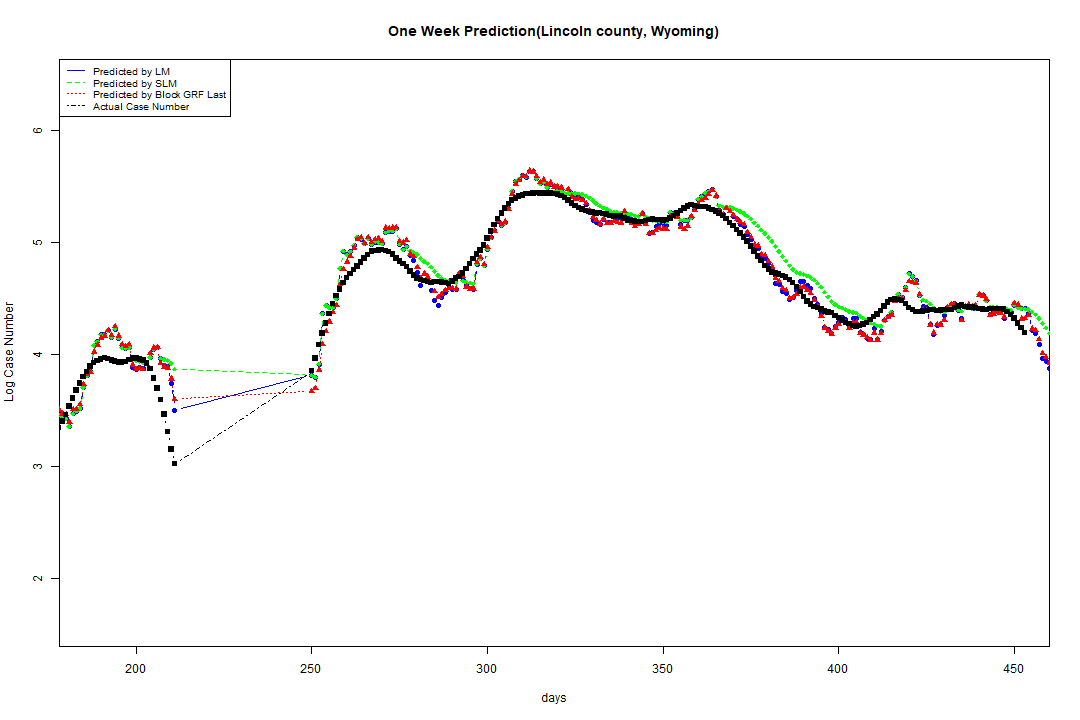 One Week Prediction(Lincoln county, Wyoming)
Predicted by LM
Predicted by SLM
Predicted by Block GRF Last
Actual Case Number
Log Case Number
6
5
4
3
2
200 250 300 350 400 450
days